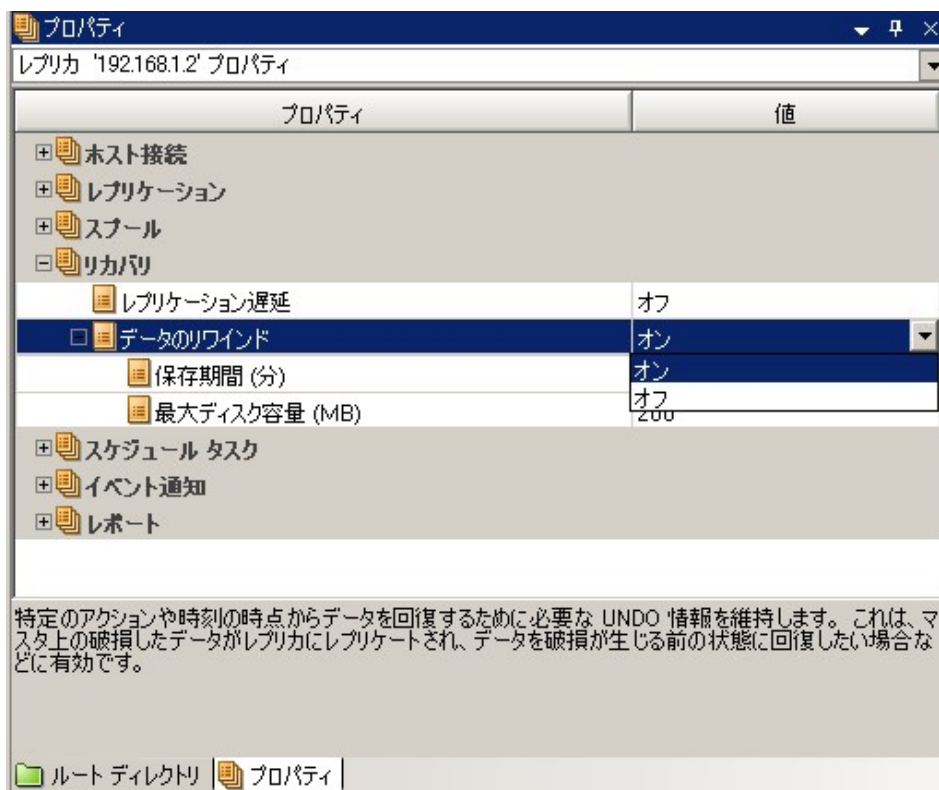 プロパティ
レプリカ '192.168.1.2' プロパティ
プロパティ 値
ホスト接続
レプリケーション
スプール
リカバリ
レプリケーション遅延 オフ
データのリワインド オン
保存期間 (分) オン
オフ
最大ディスク容量 (MB) 200
スケジュール タスク
イベント通知
レポート
特定のアクションや時刻の時点からデータを回復するために必要な UNDO 情報を維持します。これは、マ
スタ上の破損したデータがレプリカにレプリケートされ、データを破損が生じる前の状態に回復したい場合な
どに有効です。
ルート ディレクトリ プロパティ